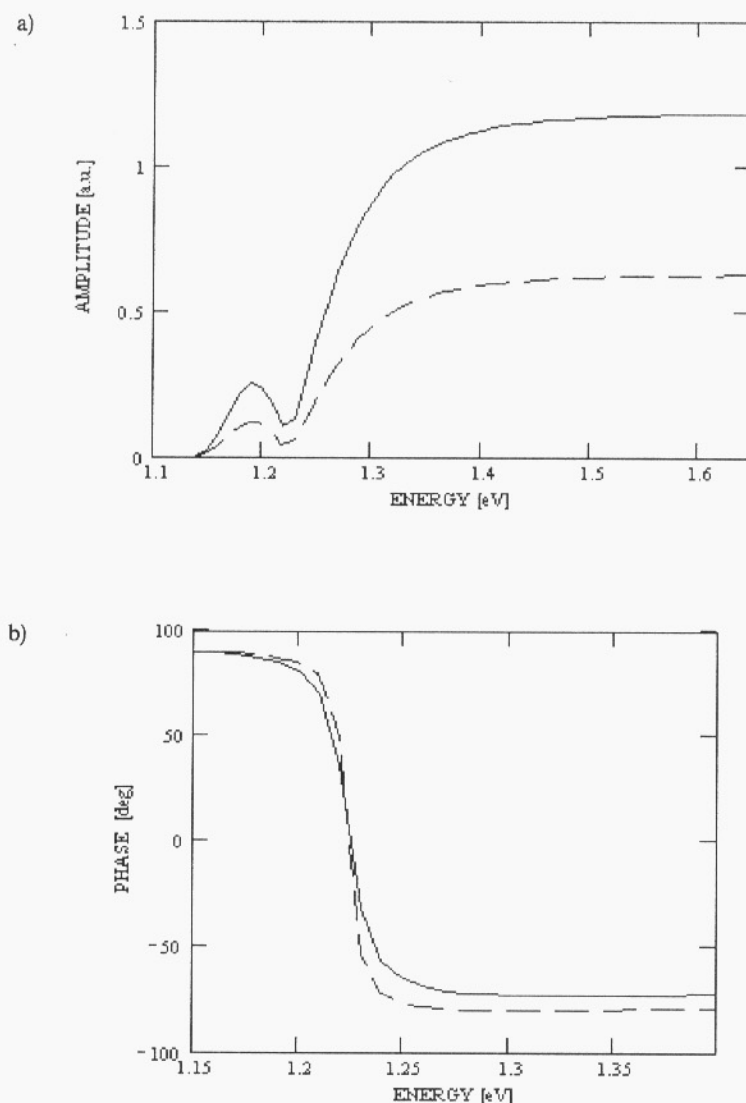 a)
1.5
1
0.5
0
AMPLITUDE [a.u.]
1.1 1.2 1.3 1.4 1.5 1.6
ENERGY [eV]
b)
100
50
0
-50
-100
PHASE [deg]
1.15 1.2 1.25 1.3 1.35
ENERGY [eV]